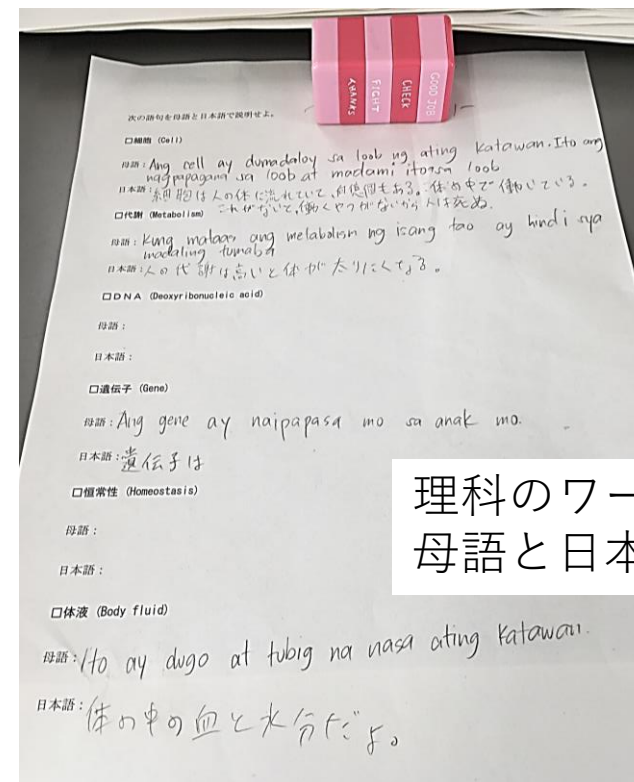 GOOD JOB
CHECK
FIGHT
THANKS
次の語句を母語と日本語で説明せよ。
□細胞 (Cell)
母語:Ang cell ay dumadaloy sa loob ng ating katawan. Ito ang
nagpapagana sa loob at madami ito sa loob
日本語:細胞は人の体に流れていて、何億個もある。体の中で働いている。
これがないと、働くやつがないから人は死ぬ。
□代謝 (Metabolism)
母語:Kung mataas ang metabolism ng isang tao ay hindi sya
madaling tumaba
日本語:人の代謝は高いと体が太りにくくなる。
□DNA (Deoxyribonucleic acid)
母語:
日本語:
□遺伝子 (Gene)
母語:Ang gene ay naipapasa mo sa anak mo.
日本語:遺伝子は
□恒常性 (Homeostasis)
母語:
日本語:
□体液 (Body fluid)
母語:Ito ay dugo at tubig na nasa ating katawan.
日本語:体の中の血と水分だよ。
理科のワー
母語と日本